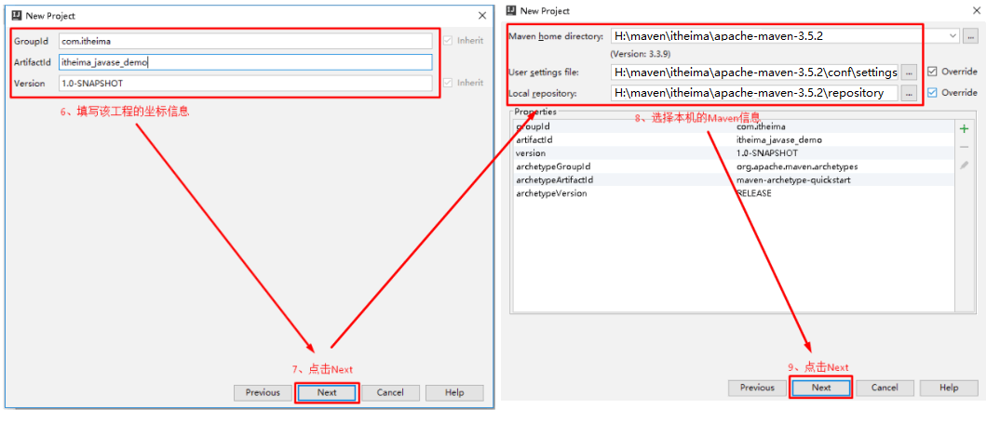 New Project
GroupId com.itheima Inherit
ArtifactId itheima_javase_demo
Version 1.0-SNAPSHOT Inherit
6、填写该工程的坐标信息
7、点击Next
Previous Next Cancel Help
New Project
Maven home directory: H:\maven\itheima\apache-maven-3.5.2 ...
(Version: 3.3.9)
User settings file: H:\maven\itheima\apache-maven-3.5.2\conf\settings ... Override
Local repository: H:\maven\itheima\apache-maven-3.5.2\repository ... Override
Properties
8、选择本机的Maven信息
groupId com.itheima
artifactId itheima_javase_demo
version 1.0-SNAPSHOT
archetypeGroupId org.apache.maven.archetypes
archetypeArtifactId maven-archetype-quickstart
archetypeVersion RELEASE
9、点击Next
Previous Next Cancel Help